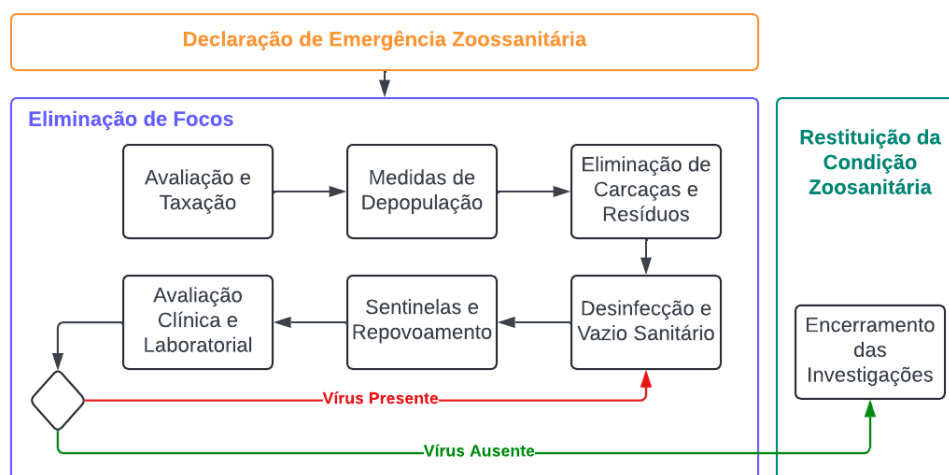 Declaração de Emergência Zoossanitária
Eliminação de Focos
Avaliação e
Taxação
Medidas de
Depopulação
Eliminação de
Carcaças e
Resíduos
Desinfecção e
Vazio Sanitário
Sentinelas e
Repovoamento
Avaliação
Clínica e
Laboratorial
Vírus Presente
Vírus Ausente
Restituição da
Condição
Zoosanitária
Encerramento
das
Investigações